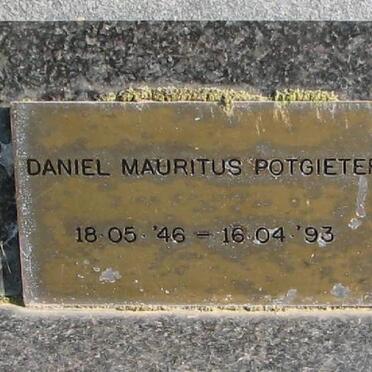 DANIEL MAURITUS POTGIETER
18·05·'46 – 16·04·'93